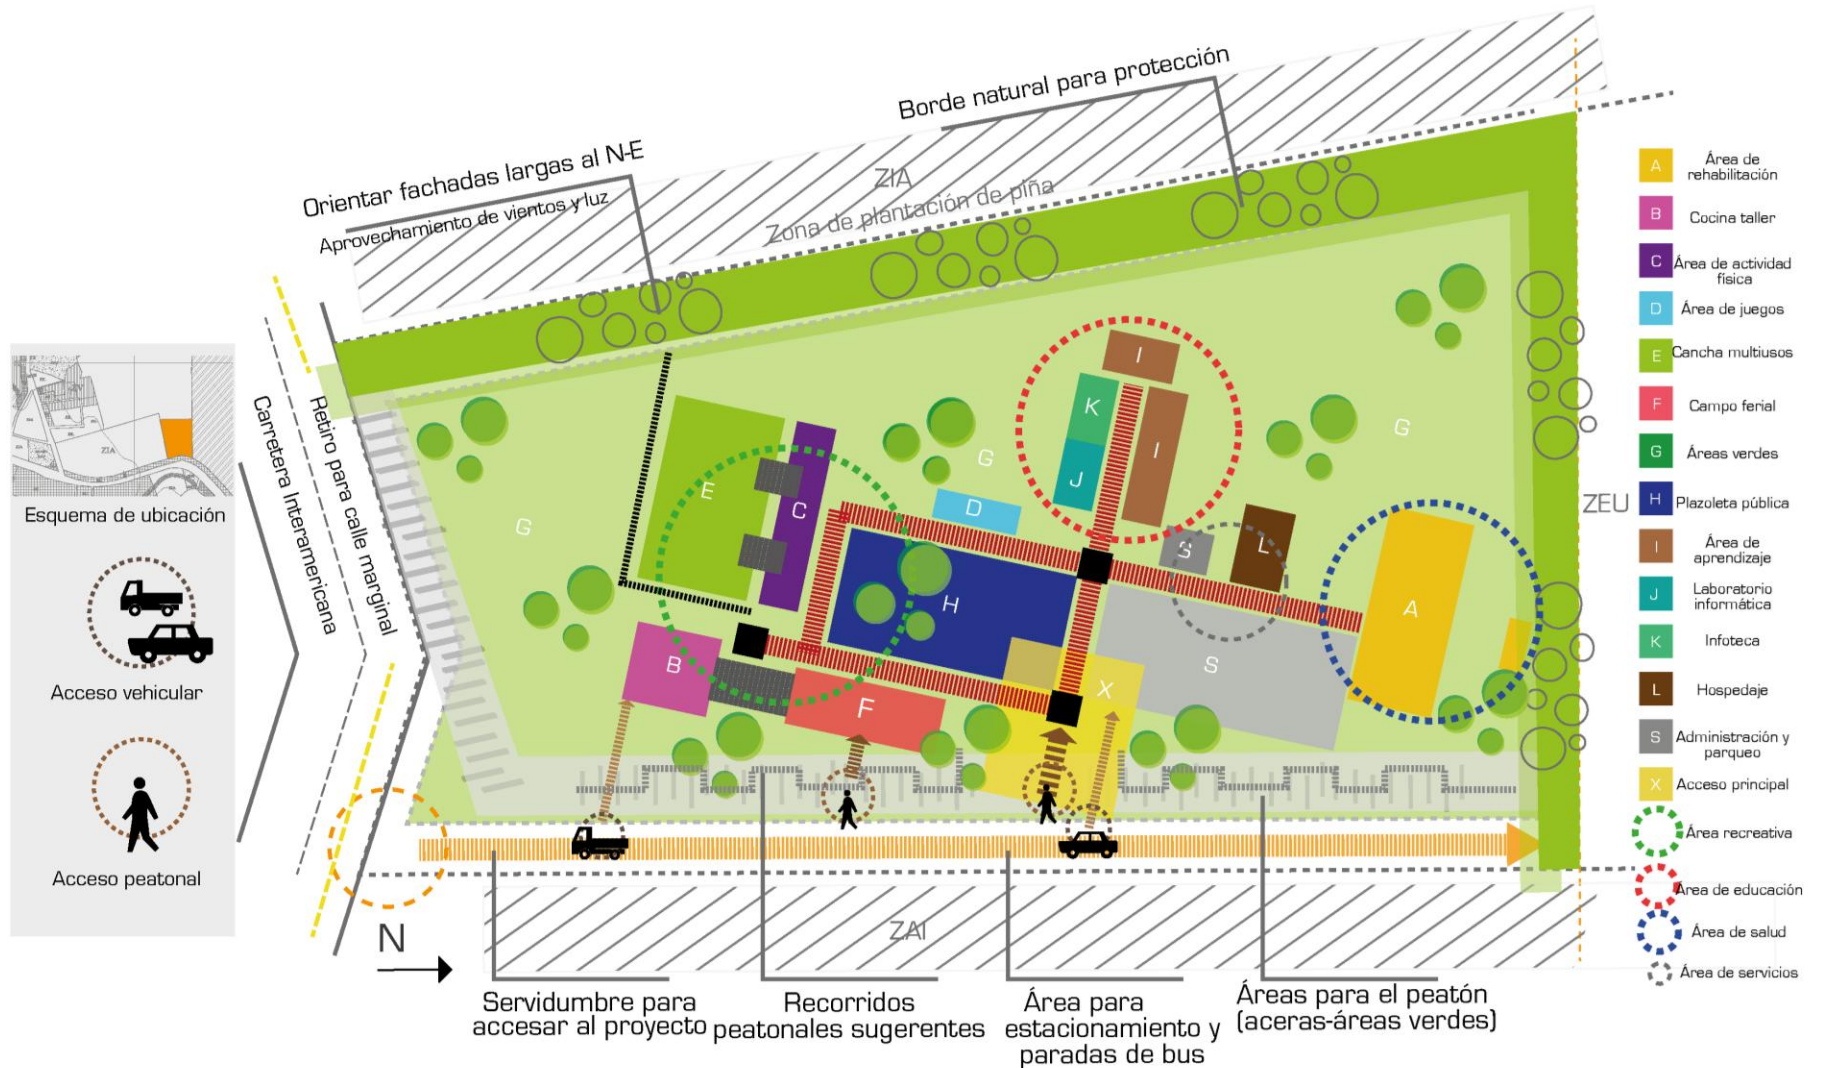 Borde natural para protección
Orientar fachadas largas al N-E
Aprovechamiento de vientos y luz
ZIA
Zona de plantación de piña
Carretera Interamericana
Retiro para calle marginal
ZIA
Esquema de ubicación
Acceso vehicular
Acceso peatonal
G
G
G
E
C
D
K
J
I
I
S
L
A
H
B
F
X
S
ZEU
ZAI
N
Servidumbre para
accesar al proyecto
Recorridos
peatonales sugerentes
Área para
estacionamiento y
paradas de bus
Áreas para el peatón
(aceras-áreas verdes)
A Área de
rehabilitación
B Cocina taller
C Área de actividad
física
D Área de juegos
E Cancha multiusos
F Campo ferial
G Áreas verdes
H Plazoleta pública
I Área de
aprendizaje
J Laboratorio
informática
K Infoteca
L Hospedaje
S Administración y
parqueo
X Acceso principal
Área recreativa
Área de educación
Área de salud
Área de servicios